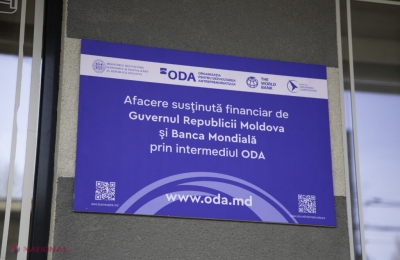 ODA
ORGANIZAȚIA
PENTRU DEZVOLTAREA
ANTREPRENORIATULUI
THE
WORLD
BANK
Afacere susținută financiar de
Guvernul Republicii Moldova
și Banca Mondială
prin intermediul ODA
www.oda.md